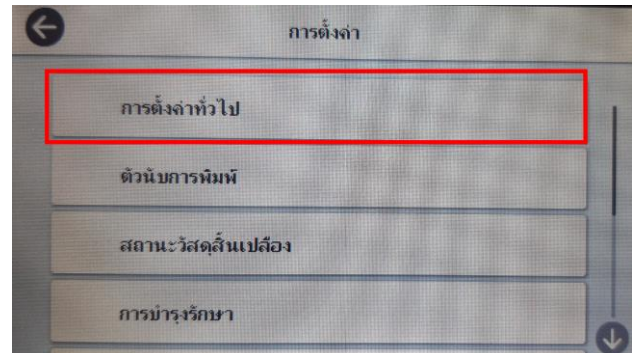 การตั้งค่า
การตั้งค่าทั่วไป
ตัวนับการพิมพ์
สถานะวัสดุสิ้นเปลือง
การบำรุงรักษา